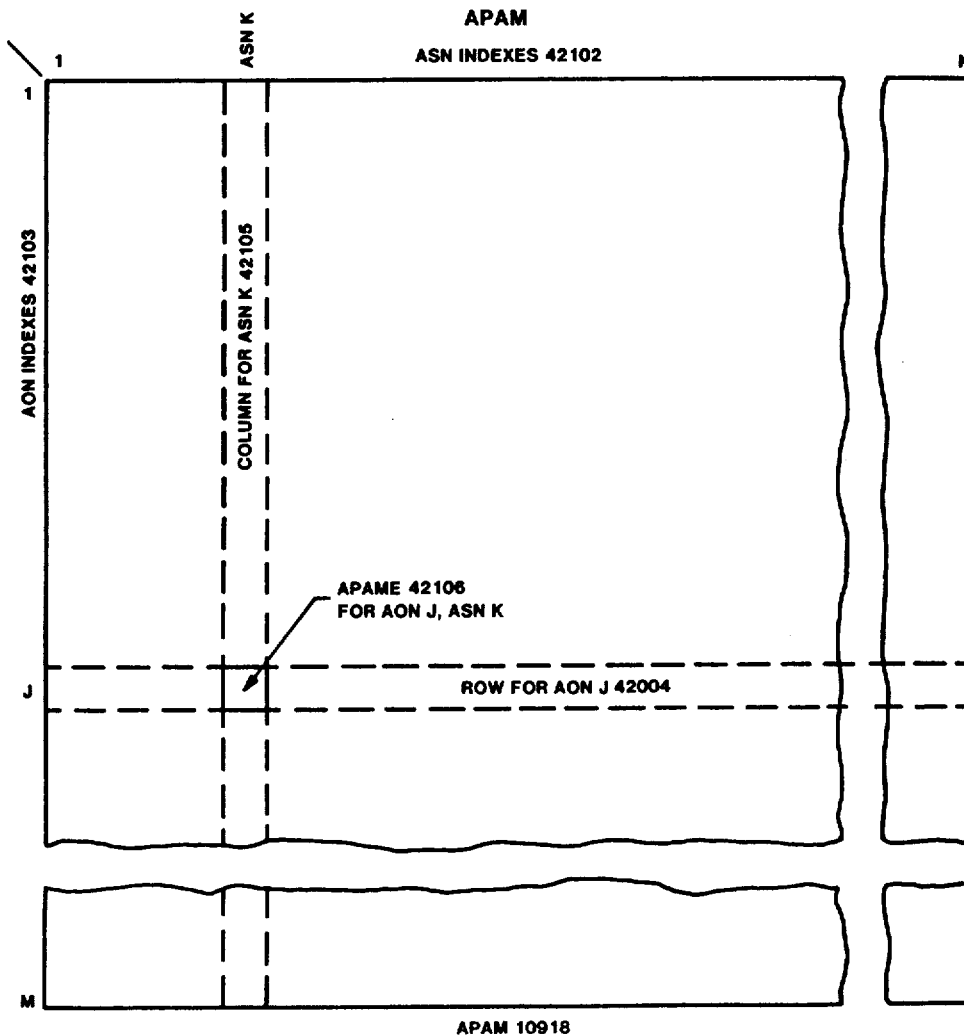 APAM
ASN INDEXES 42102
1
ASN K
1
AON INDEXES 42103
COLUMN FOR ASN K 42105
APAME 42106
FOR AON J, ASN K
J
ROW FOR AON J 42004
M
APAM 10918